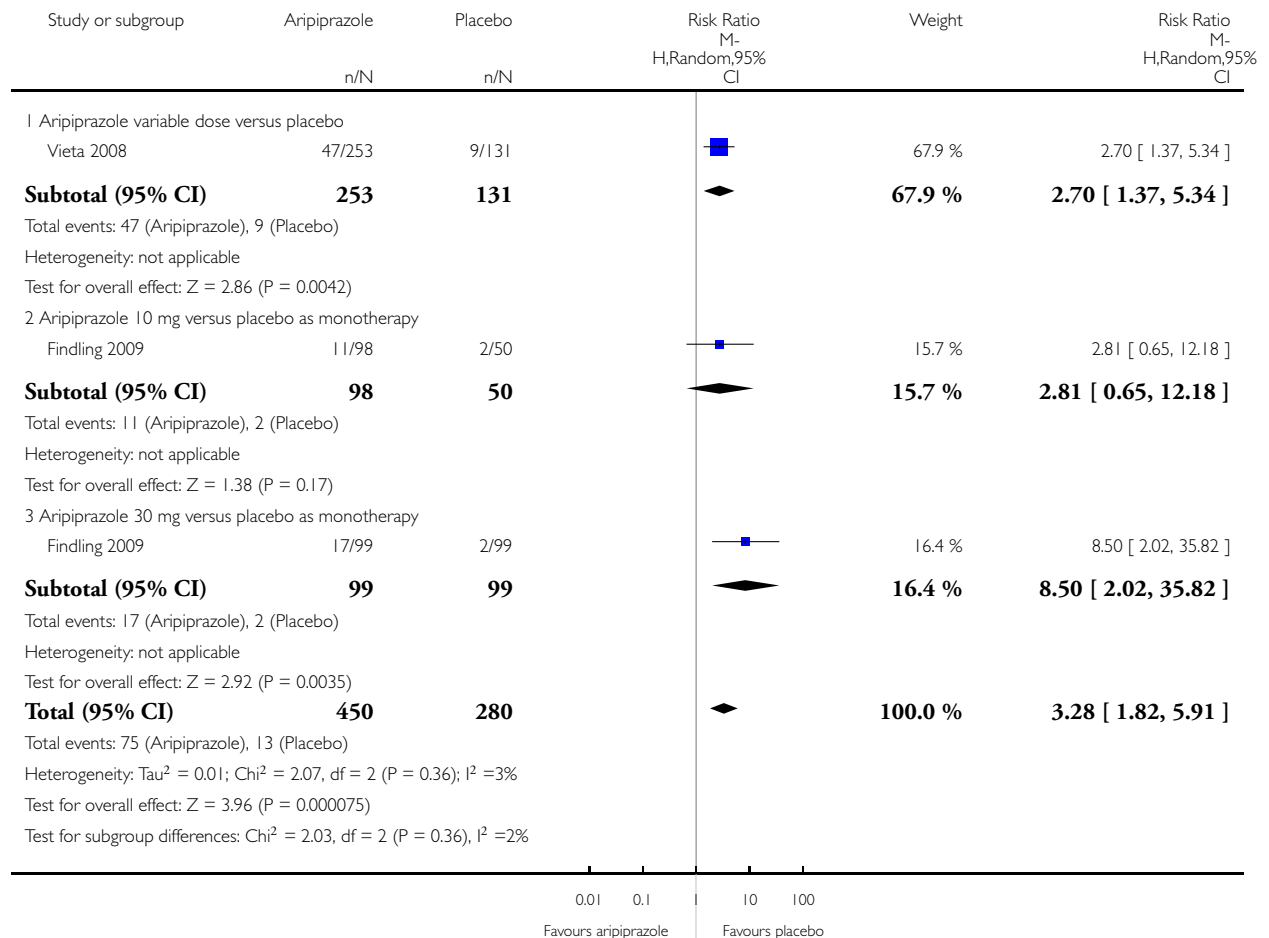 Study or subgroup Aripiprazole Placebo Risk Ratio Weight Risk Ratio
M- M-
H,Random,95% H,Random,95%
n/N n/N CI CI
1 Aripiprazole variable dose versus placebo
Vieta 2008 47/253 9/131 67.9 % 2.70 [ 1.37, 5.34 ]
Subtotal (95% CI) 253 131 67.9 % 2.70 [ 1.37, 5.34 ]
Total events: 47 (Aripiprazole), 9 (Placebo)
Heterogeneity: not applicable
Test for overall effect: Z = 2.86 (P = 0.0042)
2 Aripiprazole 10 mg versus placebo as monotherapy
Findling 2009 11/98 2/50 15.7 % 2.81 [ 0.65, 12.18 ]
Subtotal (95% CI) 98 50 15.7 % 2.81 [ 0.65, 12.18 ]
Total events: 11 (Aripiprazole), 2 (Placebo)
Heterogeneity: not applicable
Test for overall effect: Z = 1.38 (P = 0.17)
3 Aripiprazole 30 mg versus placebo as monotherapy
Findling 2009 17/99 2/99 16.4 % 8.50 [ 2.02, 35.82 ]
Subtotal (95% CI) 99 99 16.4 % 8.50 [ 2.02, 35.82 ]
Total events: 17 (Aripiprazole), 2 (Placebo)
Heterogeneity: not applicable
Test for overall effect: Z = 2.92 (P = 0.0035)
Total (95% CI) 450 280 100.0 % 3.28 [ 1.82, 5.91 ]
Total events: 75 (Aripiprazole), 13 (Placebo)
Heterogeneity: Tau² = 0.01; Chi² = 2.07, df = 2 (P = 0.36); I² =3%
Test for overall effect: Z = 3.96 (P = 0.000075)
Test for subgroup differences: Chi² = 2.03, df = 2 (P = 0.36), I² =2%
0.01 0.1 1 10 100
Favours aripiprazole Favours placebo